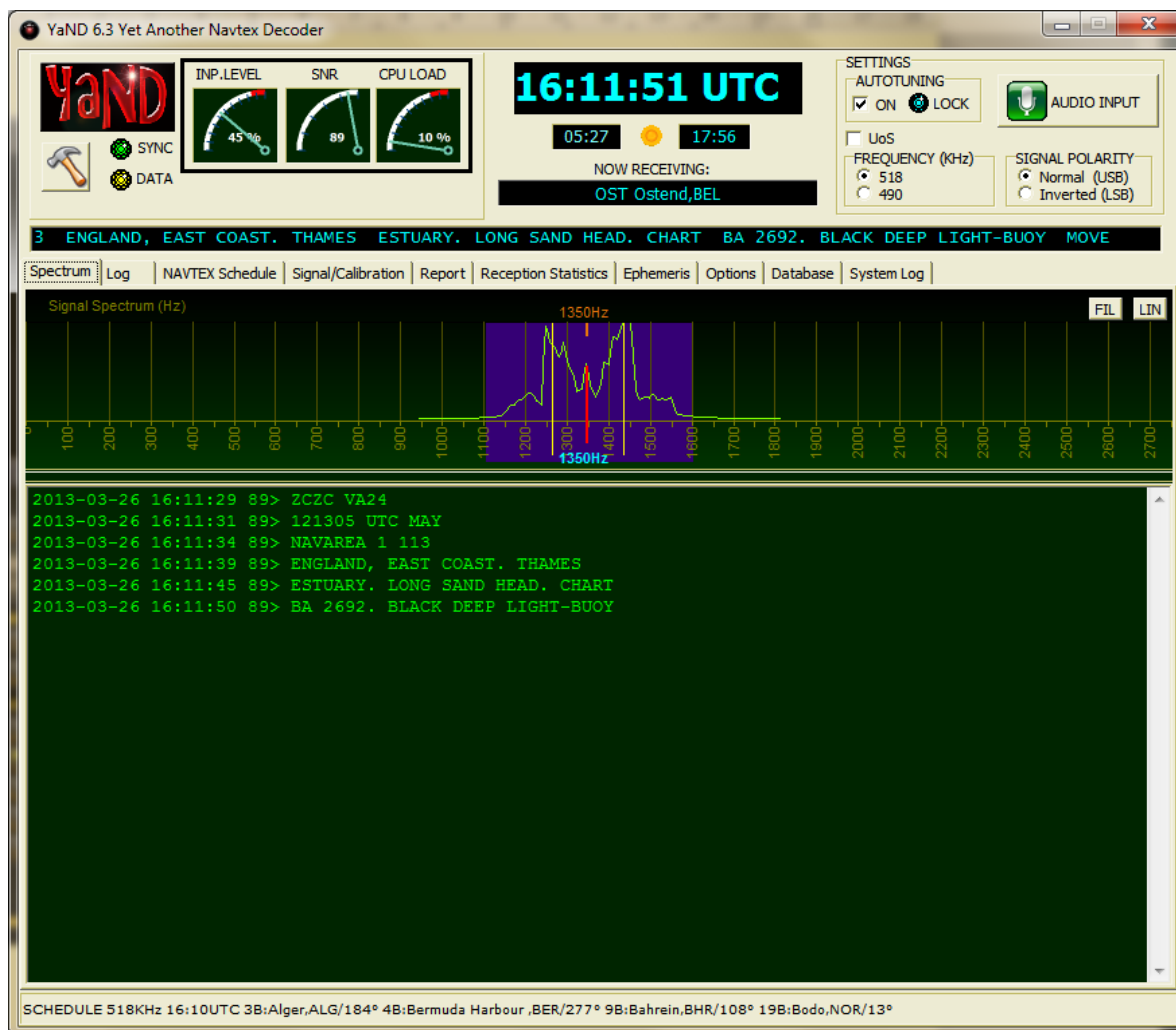 YaND 6.3 Yet Another Navtex Decoder
YaND
INP.LEVEL SNR CPU LOAD
45 % 89 10 %
SYNC
DATA
16:11:51 UTC
05:27 17:56
NOW RECEIVING:
OST Ostend,BEL
SETTINGS
AUTOTUNING
ON LOCK
AUDIO INPUT
UoS
FREQUENCY (KHz)
518
490
SIGNAL POLARITY
Normal (USB)
Inverted (LSB)
3 ENGLAND, EAST COAST. THAMES ESTUARY. LONG SAND HEAD. CHART BA 2692. BLACK DEEP LIGHT-BUOY MOVE
Spectrum Log NAVTEX Schedule Signal/Calibration Report Reception Statistics Ephemeris Options Database System Log
Signal Spectrum (Hz) 1350Hz FIL LIN
0 100 200 300 400 500 600 700 800 900 1000 1100 1200 1300 1400 1500 1600 1700 1800 1900 2000 2100 2200 2300 2400 2500 2600 2700
1350Hz
2013-03-26 16:11:29 89> ZCZC VA24
2013-03-26 16:11:31 89> 121305 UTC MAY
2013-03-26 16:11:34 89> NAVAREA 1 113
2013-03-26 16:11:39 89> ENGLAND, EAST COAST. THAMES
2013-03-26 16:11:45 89> ESTUARY. LONG SAND HEAD. CHART
2013-03-26 16:11:50 89> BA 2692. BLACK DEEP LIGHT-BUOY
SCHEDULE 518KHz 16:10UTC 3B:Alger,ALG/184° 4B:Bermuda Harbour ,BER/277° 9B:Bahrein,BHR/108° 19B:Bodo,NOR/13°